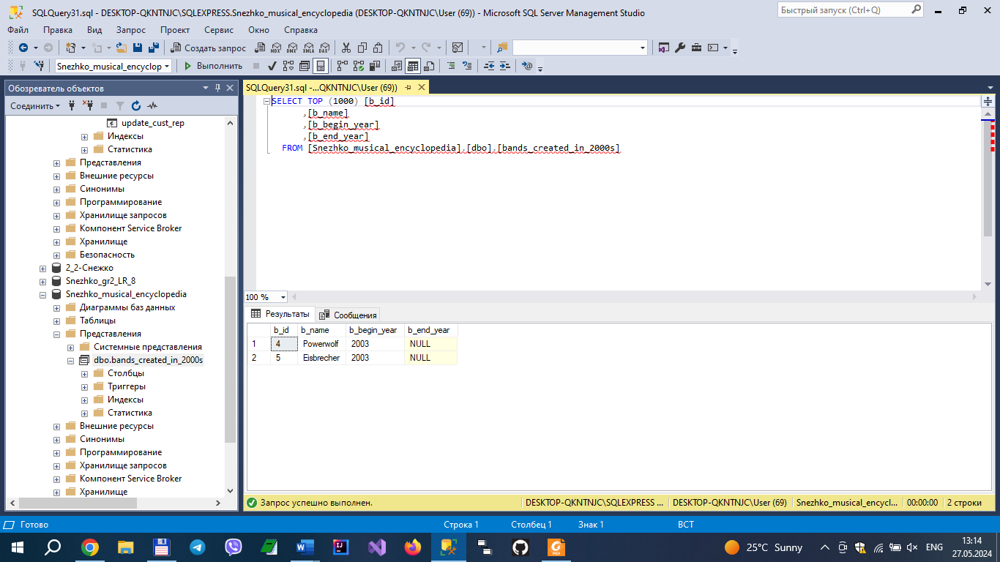 SQLQuery31.sql - DESKTOP-QKNTNJC\SQLEXPRESS.Snezhko_musical_encyclopedia (DESKTOP-QKNTNJC\User (69)) - Microsoft SQL Server Management Studio
Быстрый запуск (Ctrl+Q)
Файл Правка Вид Запрос Проект Сервис Окно Справка
Создать запрос MDX DMX XMLA DAX
Snezhko_musical_encyclop Выполнить
Обозреватель объектов
Соединить
update_cust_rep
Индексы
Статистика
Представления
Внешние ресурсы
Синонимы
Программирование
Хранилище запросов
Компонент Service Broker
Хранилище
Безопасность
2_2-Снежко
Snezhko_gr2_LR_8
Snezhko_musical_encyclopedia
Диаграммы баз данных
Таблицы
Представления
Системные представления
dbo.bands_created_in_2000s
Столбцы
Триггеры
Индексы
Статистика
Внешние ресурсы
Синонимы
Программирование
Хранилище запросов
Компонент Service Broker
Хранилище
SQLQuery31.sql -...QKNTNJC\User (69))
SELECT TOP (1000) [b_id]
,[b_name]
,[b_begin_year]
,[b_end_year]
FROM [Snezhko_musical_encyclopedia].[dbo].[bands_created_in_2000s]
100 %
Результаты Сообщения
b_id b_name b_begin_year b_end_year
1 4 Powerwolf 2003 NULL
2 5 Eisbrecher 2003 NULL
Запрос успешно выполнен. DESKTOP-QKNTNJC\SQLEXPRESS ... DESKTOP-QKNTNJC\User (69) Snezhko_musical_encycl... 00:00:00 2 строки
Готово Строка 1 Столбец 1 Знак 1 ВСТ
25°C Sunny ENG 13:14
27.05.2024